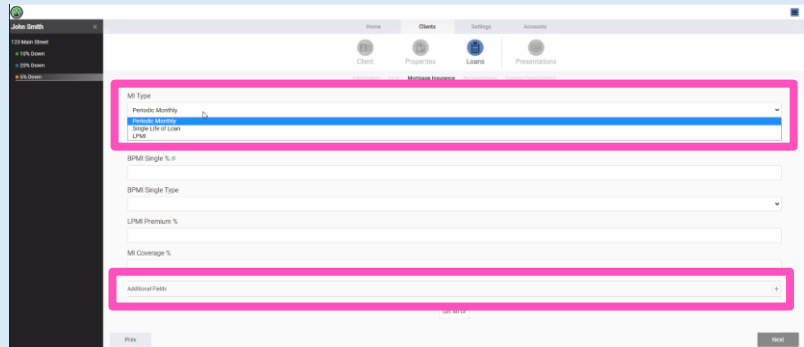 John Smith ×
Home Clients Settings Accounts
123 Main Street
10% Down
20% Down
5% Down
Client Properties Loans Presentations
Mortgage Insurance
MI Type
Periodic Monthly
Periodic Monthly
Single Life of Loan
LPMI
BPMI Single %
BPMI Single Type
LPMI Premium %
MI Coverage %
Additional Fields +
Prev Next